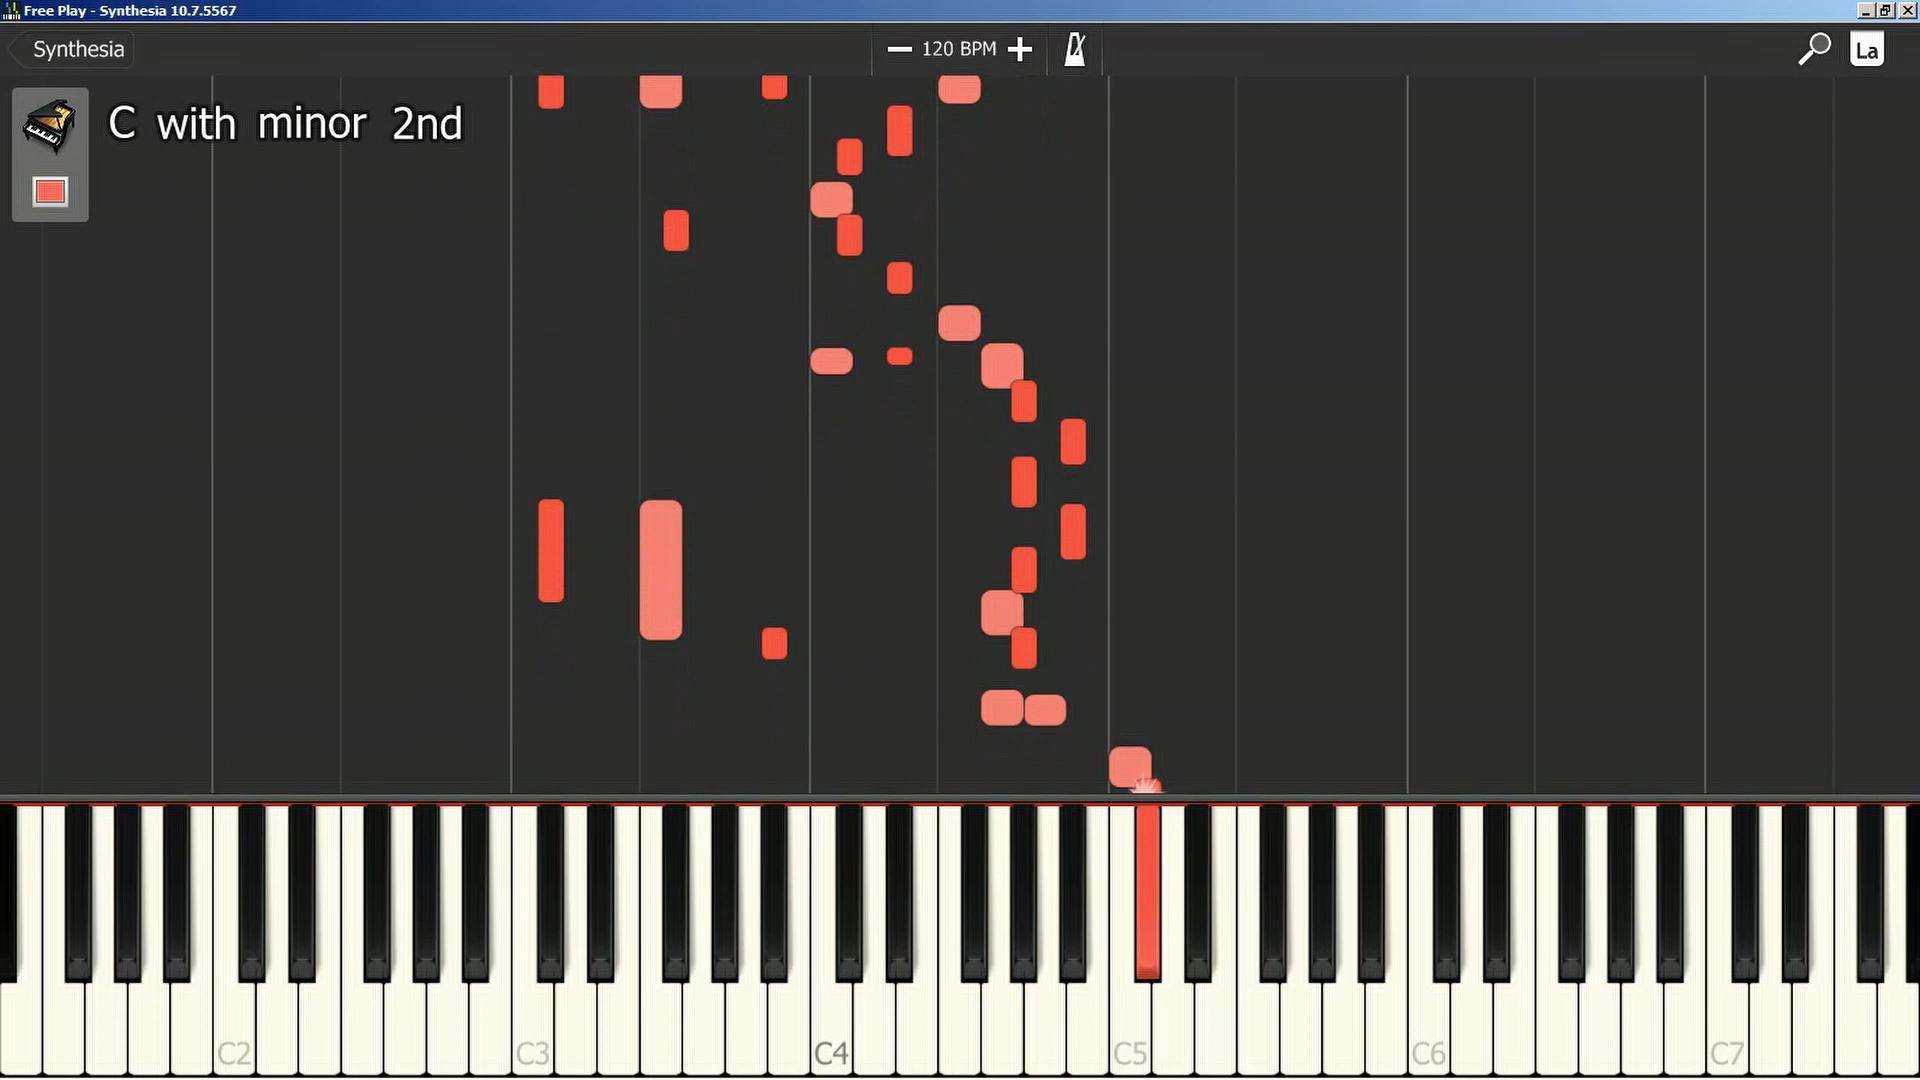 Free Play - Synthesia 10.7.5567
Synthesia
120 BPM
La
C with minor 2nd
C2 C3 C4 C5 C6 C7